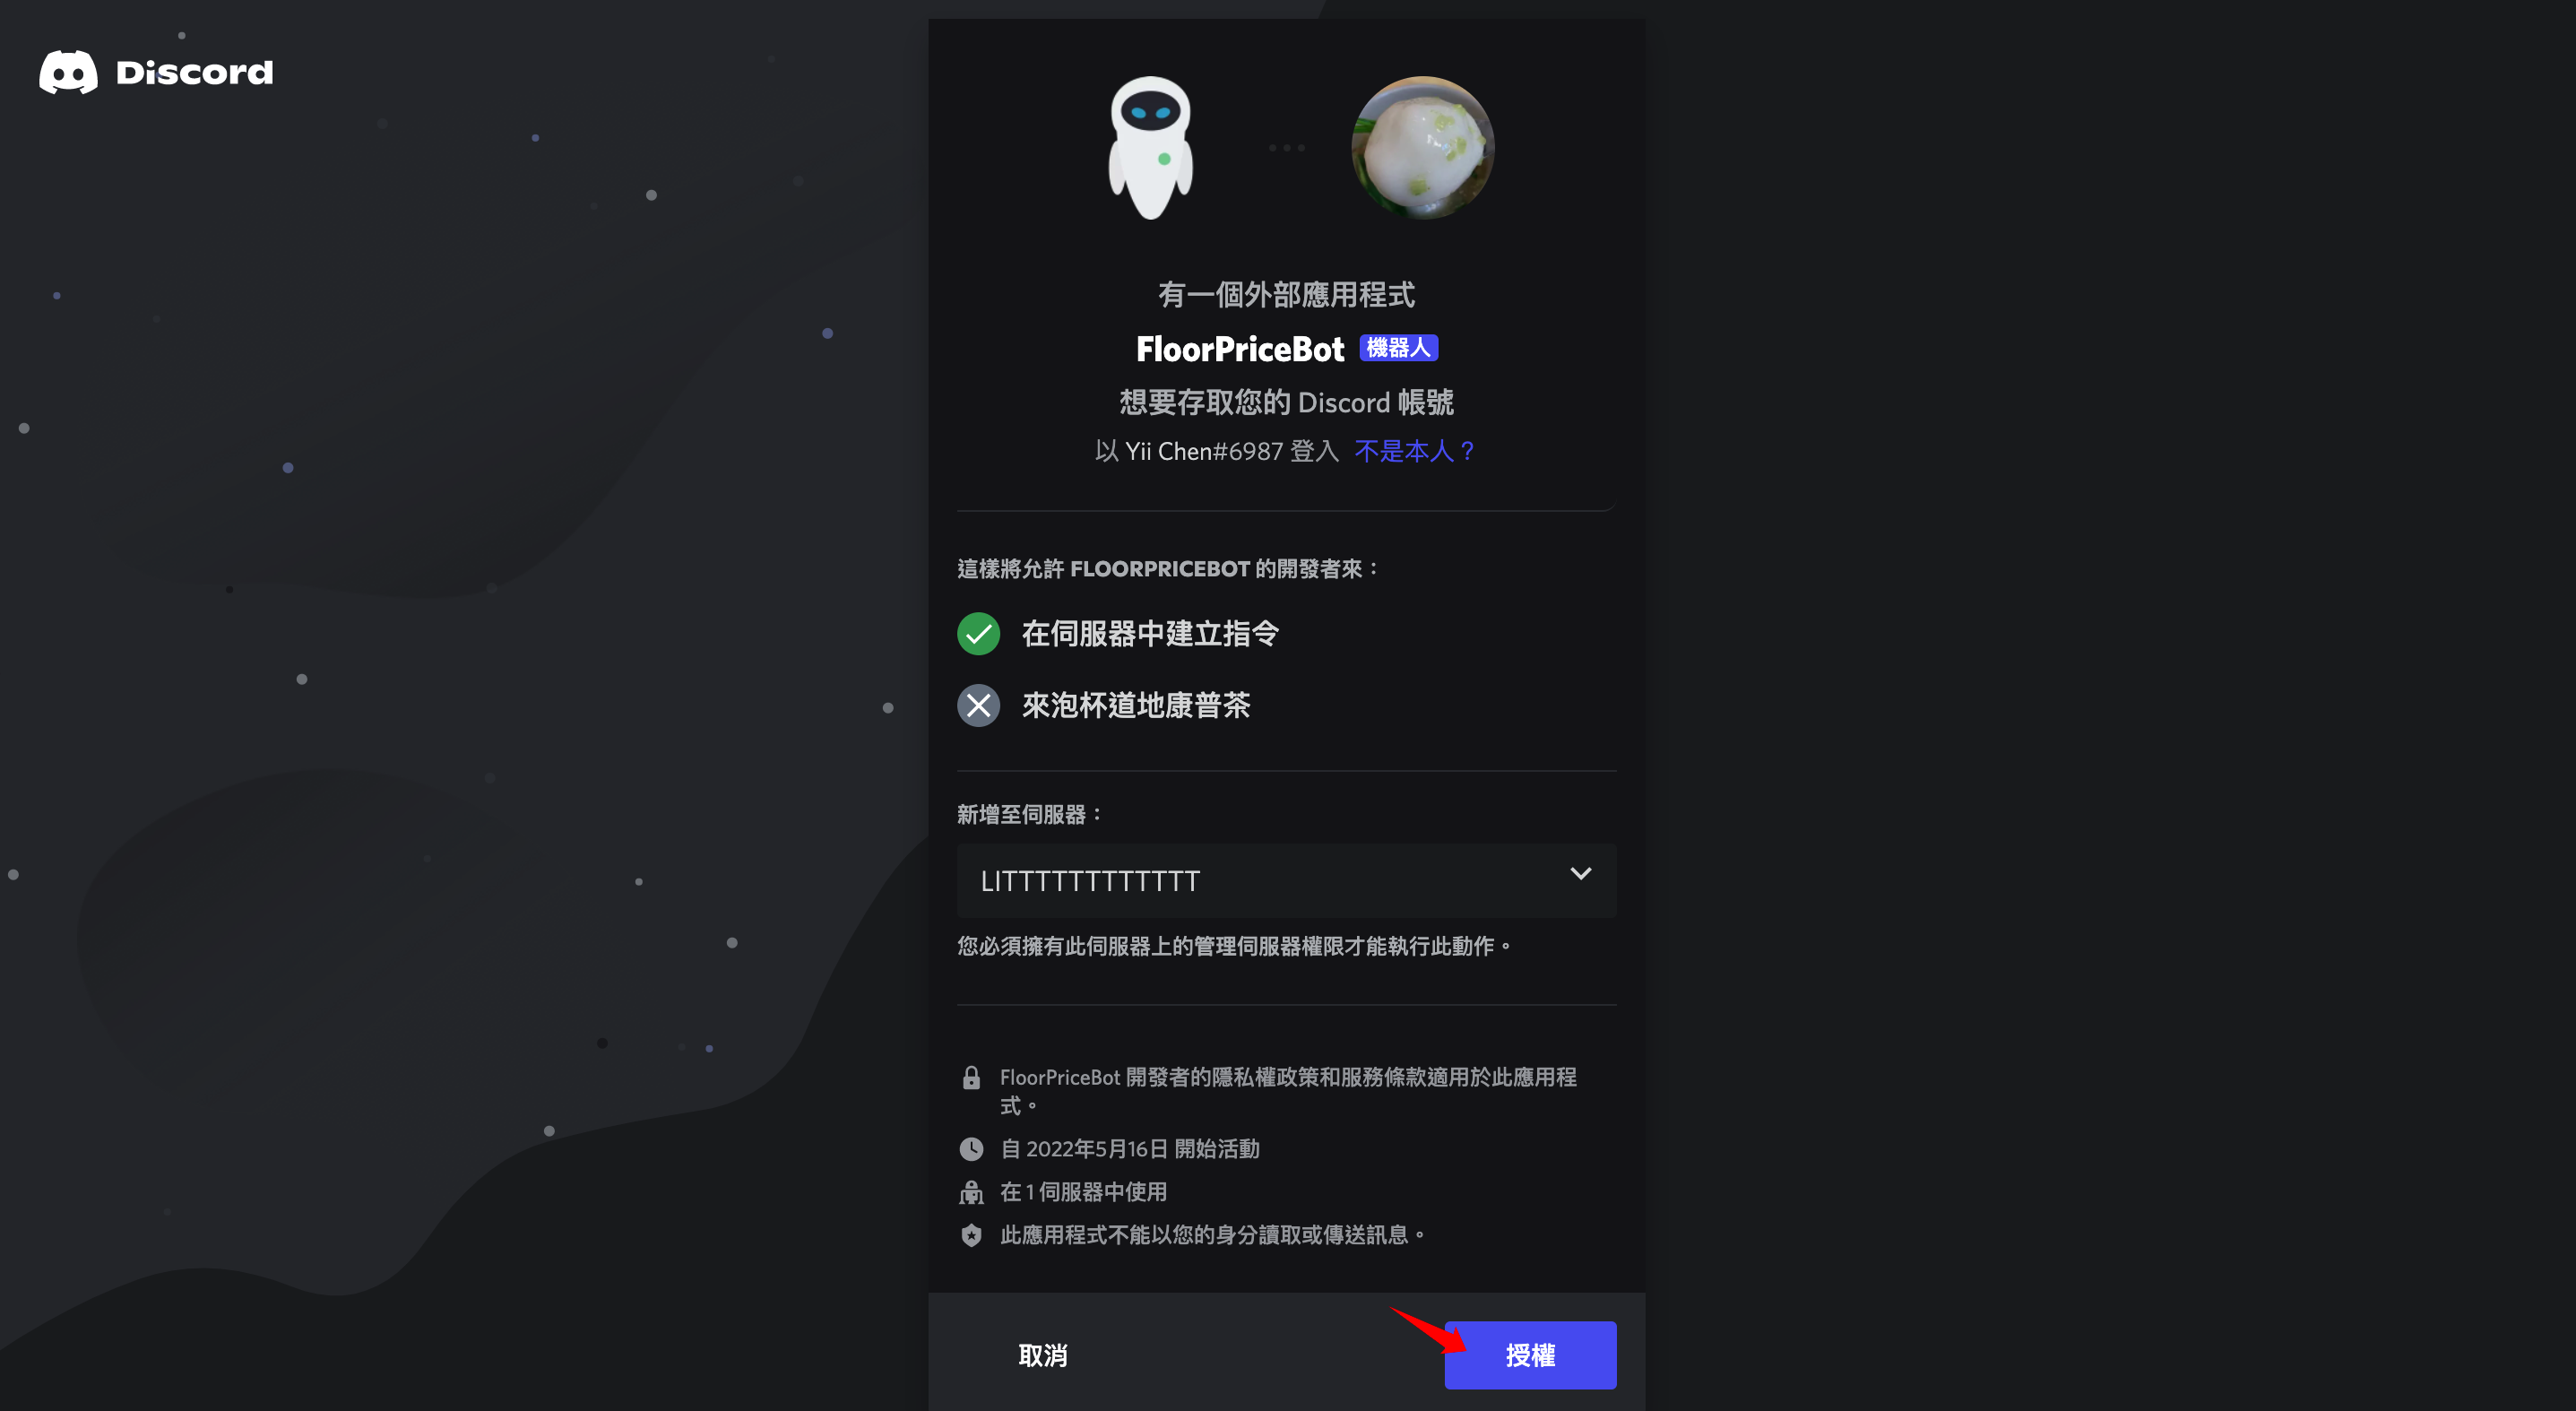 Discord
有一個外部應用程式
FloorPriceBot 機器人
想要存取您的 Discord 帳號
以 Yii Chen#6987 登入 不是本人？
這樣將允許 FLOORPRICEBOT 的開發者來：
在伺服器中建立指令
來泡杯道地康普茶
新增至伺服器：
LITTTTTTTTTTTT
您必須擁有此伺服器上的管理伺服器權限才能執行此動作。
FloorPriceBot 開發者的隱私權政策和服務條款適用於此應用程
式。
自 2022年5月16日 開始活動
在 1 伺服器中使用
此應用程式不能以您的身分讀取或傳送訊息。
取消
授權